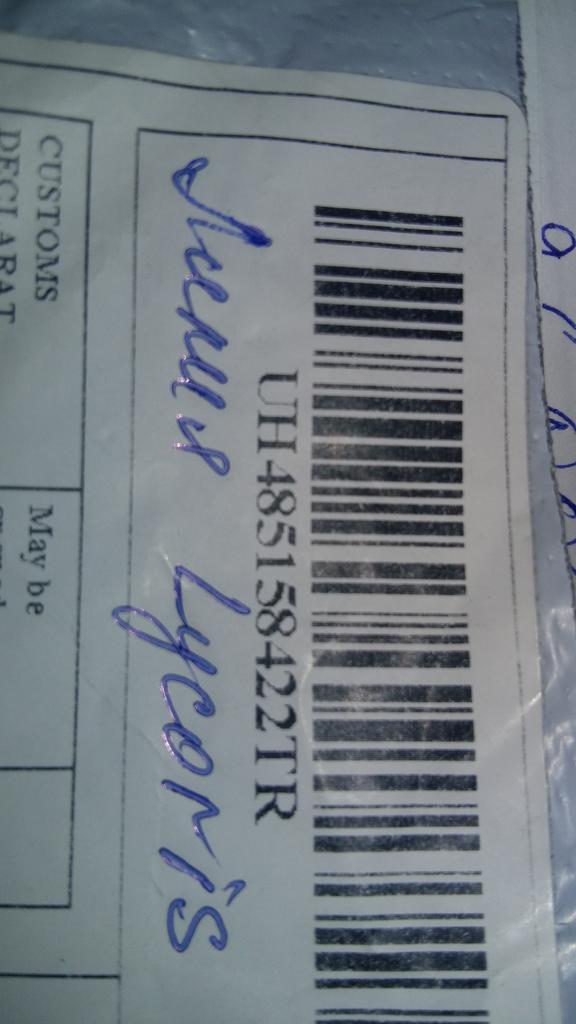 UH485158422TR
Lycoris
CUSTOMS
DECLARAT
May be